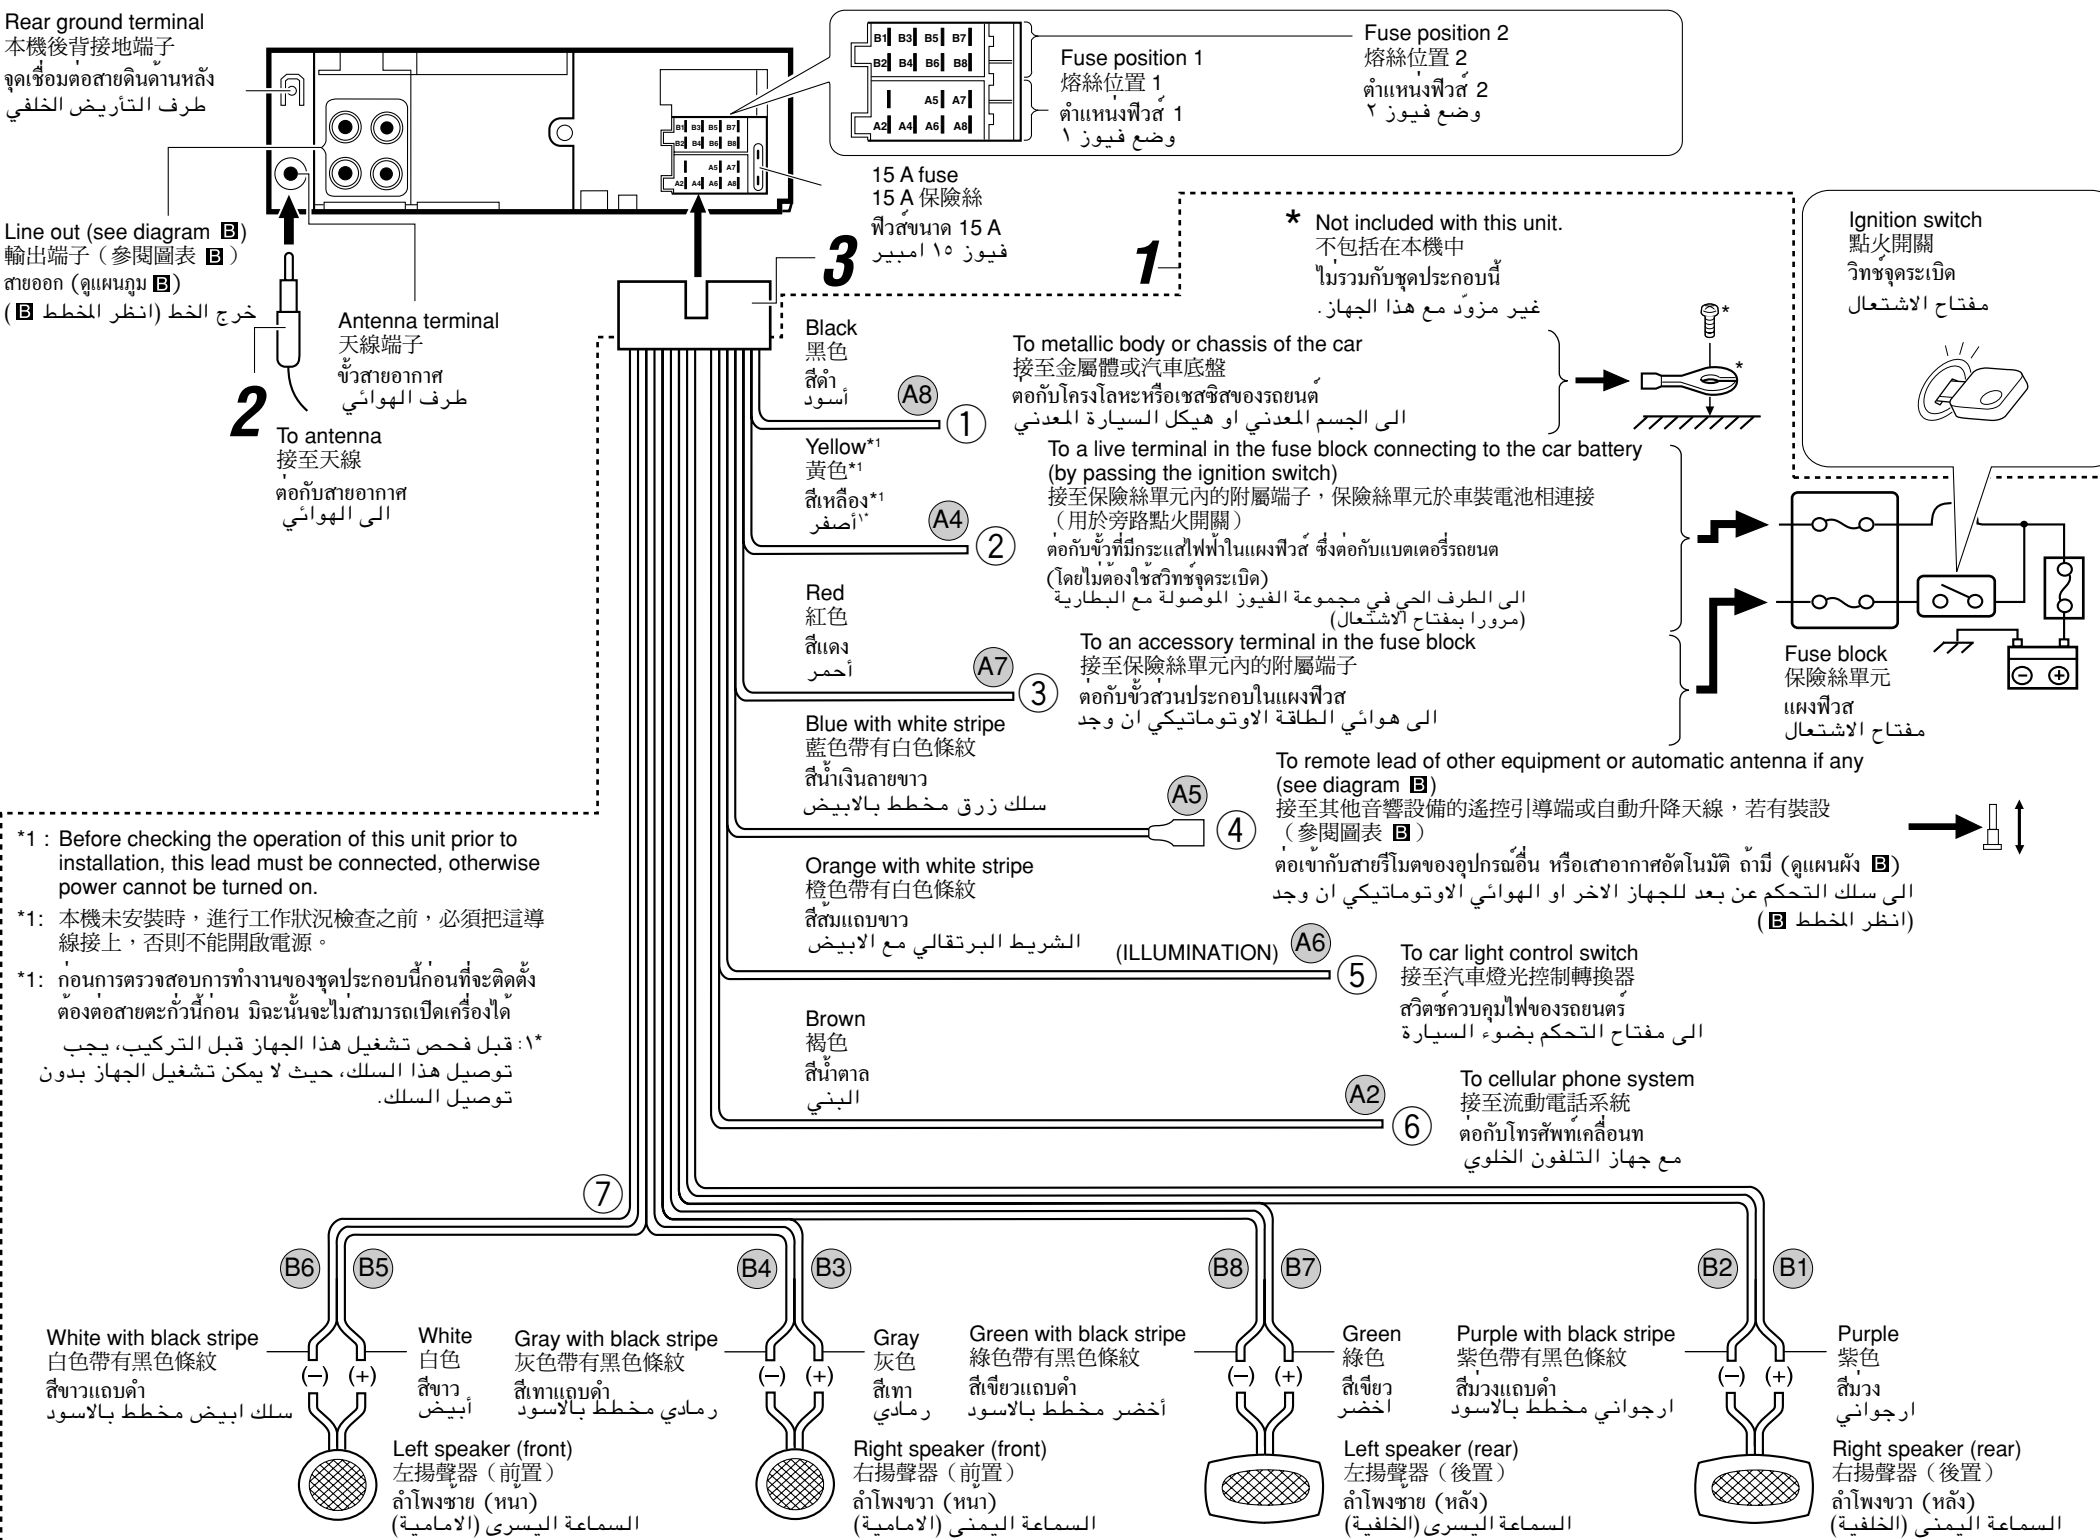 Rear ground terminal
本機後背接地端子
จุดเชื่อมต่อสายดินด้านหลัง
طرف التأريض الخلفي
B1 B3 B5 B7
B2 B4 B6 B8
A5 A7
A2 A4 A6 A8
B1 B3 B5 B7
B2 B4 B6 B8
A5 A7
A2 A4 A6 A8
Fuse position 1
熔絲位置 1
ตำแหน่งฟิวส์ 1
وضع فيوز ١
Fuse position 2
熔絲位置 2
ตำแหน่งฟิวส์ 2
وضع فيوز ٢
15 A fuse
15 A 保險絲
ฟิวส์ขนาด 15 A
فيوز ١٥ امبير
Line out (see diagram B)
輸出端子（參閱圖表 B）
สายออก (ดูแผนภูม B)
خرج الخط (انظر المخطط B)
Antenna terminal
天線端子
ขั้วสายอากาศ
طرف الهوائي
2
To antenna
接至天線
ต่อกับสายอากาศ
الى الهوائي
3
1
* Not included with this unit.
不包括在本機中
ไม่รวมกับชุดประกอบนี้
غير مزوّد مع هذا الجهاز.
Ignition switch
點火開關
วิทช์จุดระเบิด
مفتاح الاشتعال
Black
黑色
สีดำ
أسود
A8
①
To metallic body or chassis of the car
接至金屬體或汽車底盤
ต่อกับโครงโลหะหรือเชสซิสของรถยนต์
الى الجسم المعدني او هيكل السيارة المعدني
*
*
Yellow*1
黃色*1
สีเหลือง*1
أصفر*١
A4
②
To a live terminal in the fuse block connecting to the car battery
(by passing the ignition switch)
接至保險絲單元內的附屬端子，保險絲單元於車裝電池相連接
（用於旁路點火開關）
ต่อกับขั้วที่มีกระแสไฟฟ้าในแผงฟิวส์ ซึ่งต่อกับแบตเตอรี่รถยนต
(โดยไม่ต้องใช้สวิทช์จุดระเบิด)
الى الطرف الحي في مجموعة الفيوز الموصولة مع البطارية
(مرورا بمفتاح الاشتعال)
Red
紅色
สีแดง
أحمر
A7
③
To an accessory terminal in the fuse block
接至保險絲單元內的附屬端子
ต่อกับขั้วส่วนประกอบในแผงฟิวส
الى هوائي الطاقة الاوتوماتيكي ان وجد
Fuse block
保險絲單元
แผงฟิวส
مفتاح الاشتعال
⊖ ⊕
Blue with white stripe
藍色帶有白色條紋
สีน้ำเงินลายขาว
سلك زرق مخطط بالابيض
A5
④
To remote lead of other equipment or automatic antenna if any
(see diagram B)
接至其他音響設備的遙控引導端或自動升降天線，若有裝設
（參閱圖表 B）
ต่อเข้ากับสายรีโมตของอุปกรณ์อื่น หรือเสาอากาศอัตโนมัติ ถ้ามี (ดูแผนผัง B)
الى سلك التحكم عن بعد للجهاز الاخر او الهوائي الاوتوماتيكي ان وجد
(انظر المخطط B)
Orange with white stripe
橙色帶有白色條紋
สีส้มแถบขาว
الشريط البرتقالي مع الابيض
(ILLUMINATION)
A6
⑤
To car light control switch
接至汽車燈光控制轉換器
สวิตช์ควบคุมไฟของรถยนตร์
الى مفتاح التحكم بضوء السيارة
Brown
褐色
สีน้ำตาล
البني
A2
⑥
To cellular phone system
接至流動電話系統
ต่อกับโทรศัพท์เคลื่อนท
مع جهاز التلفون الخلوي
*1 : Before checking the operation of this unit prior to
installation, this lead must be connected, otherwise
power cannot be turned on.
*1: 本機未安裝時，進行工作狀況檢查之前，必須把這導
線接上，否則不能開啟電源。
*1: ก่อนการตรวจสอบการทำงานของชุดประกอบนี้ก่อนที่จะติดตั้ง
ต้องต่อสายตะกั่วนี้ก่อน มิฉะนั้นจะไม่สามารถเปิดเครื่องได้
*١: قبل فحص تشغيل هذا الجهاز قبل التركيب، يجب
توصيل هذا السلك، حيث لا يمكن تشغيل الجهاز بدون
توصيل السلك.
⑦
B6 B5
B4 B3
B8 B7
B2 B1
White with black stripe
白色帶有黑色條紋
สีขาวแถบดำ
سلك ابيض مخطط بالاسود
(−) (+)
White
白色
สีขาว
أبيض
Left speaker (front)
左揚聲器（前置）
ลำโพงซ้าย (หน้า)
السماعة اليسرى (الامامية)
Gray with black stripe
灰色帶有黑色條紋
สีเทาแถบดำ
رمادي مخطط بالاسود
(−) (+)
Gray
灰色
สีเทา
رمادي
Right speaker (front)
右揚聲器（前置）
ลำโพงขวา (หน้า)
السماعة اليمنى (الامامية)
Green with black stripe
綠色帶有黑色條紋
สีเขียวแถบดำ
أخضر مخطط بالاسود
(−) (+)
Green
綠色
สีเขียว
اخضر
Left speaker (rear)
左揚聲器（後置）
ลำโพงซ้าย (หลัง)
السماعة اليسرى (الخلفية)
Purple with black stripe
紫色帶有黑色條紋
สีม่วงแถบดำ
ارجواني مخطط بالاسود
(−) (+)
Purple
紫色
สีม่วง
ارجواني
Right speaker (rear)
右揚聲器（後置）
ลำโพงขวา (หลัง)
السماعة اليمنى (الخلفية)